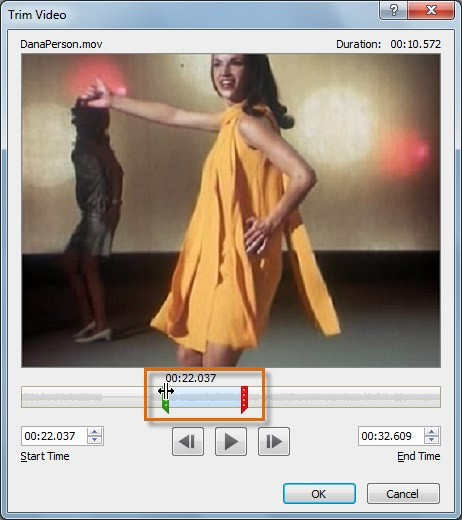 Trim Video
DanaPerson.mov Duration: 00:10.572
00:22.037
00:22.037 00:32.609
Start Time End Time
OK Cancel